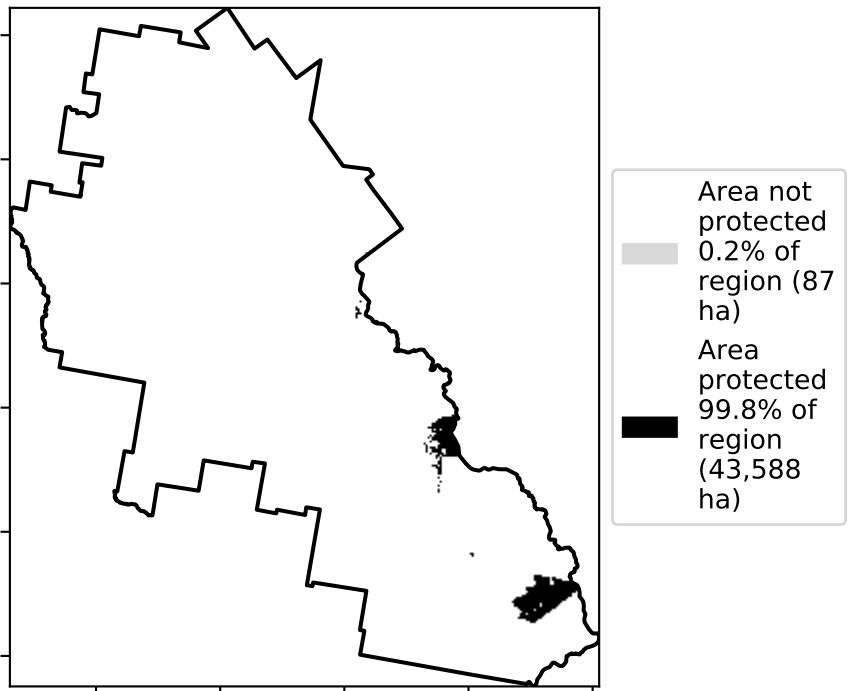 Area not
protected
0.2% of
region (87
ha)
Area
protected
99.8% of
region
(43,588
ha)